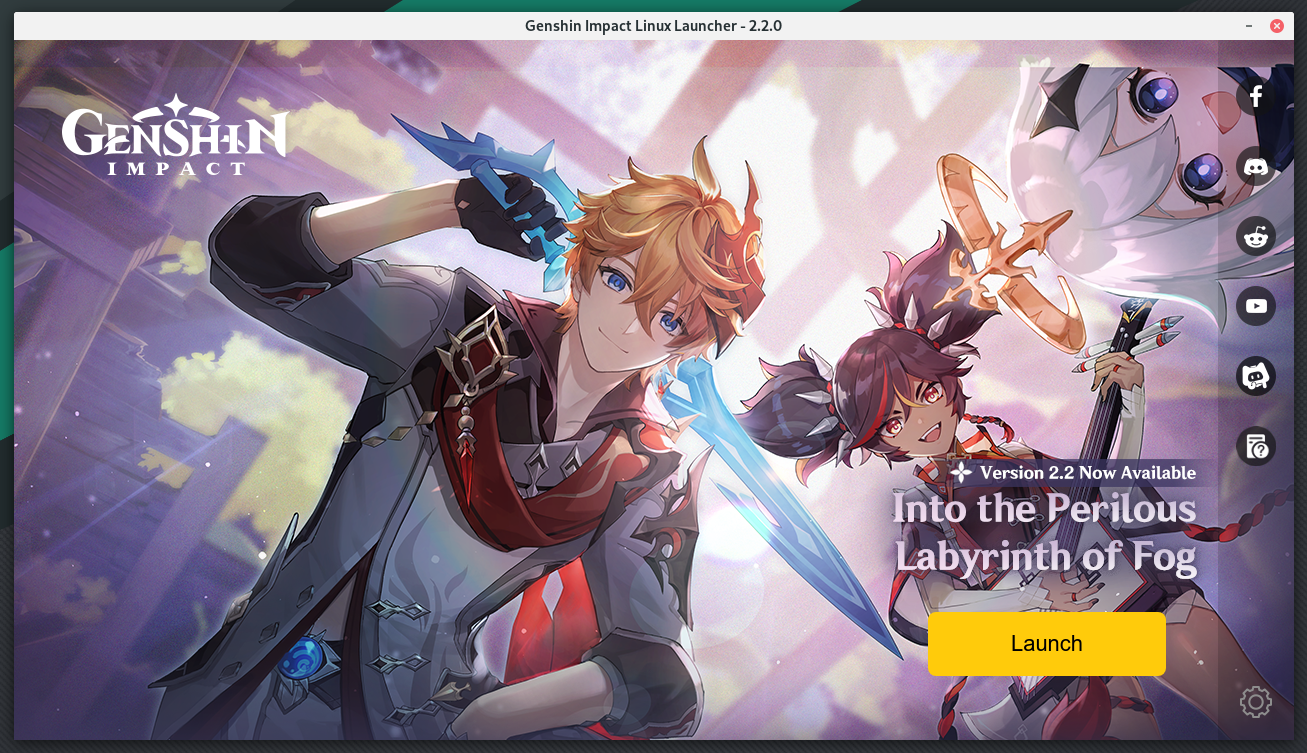 Genshin Impact Linux Launcher - 2.2.0
GENSHIN
IMPACT
Version 2.2 Now Available
Into the Perilous
Labyrinth of Fog
Launch